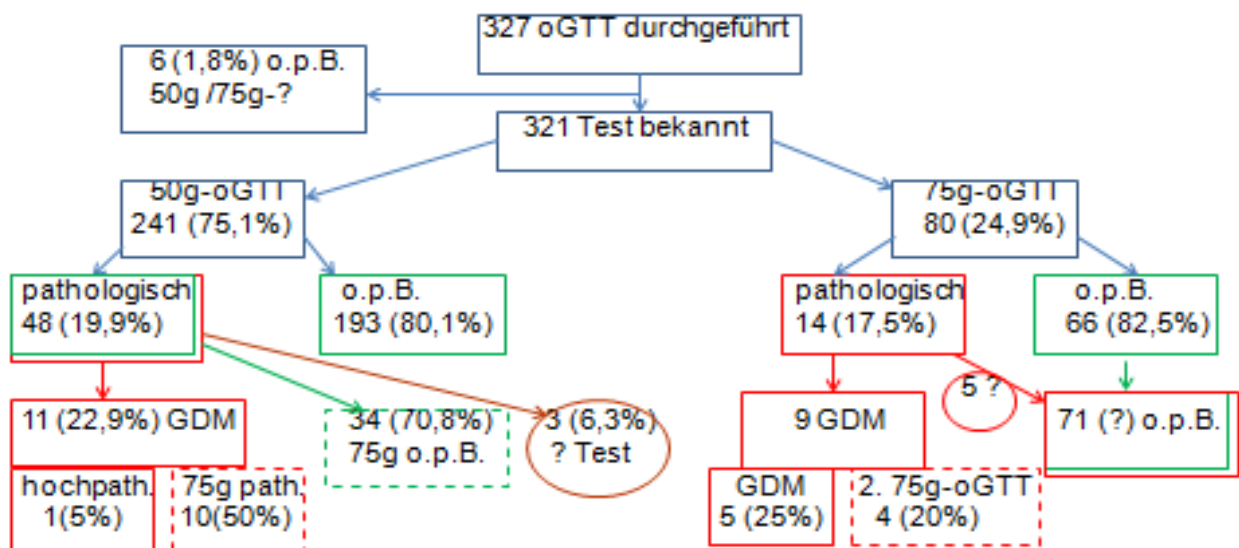 327 oGTT durchgeführt
6 (1,8%) o.p.B.
50g /75g-?
321 Test bekannt
50g-oGTT
241 (75,1%)
75g-oGTT
80 (24,9%)
pathologisch
48 (19,9%)
o.p.B.
193 (80,1%)
pathologisch
14 (17,5%)
o.p.B.
66 (82,5%)
11 (22,9%) GDM
34 (70,8%)
75g o.p.B.
3 (6,3%)
? Test
9 GDM
5 ?
71 (?) o.p.B.
hochpath.
1(5%)
75g path.
10(50%)
GDM
5 (25%)
2. 75g-oGTT
4 (20%)